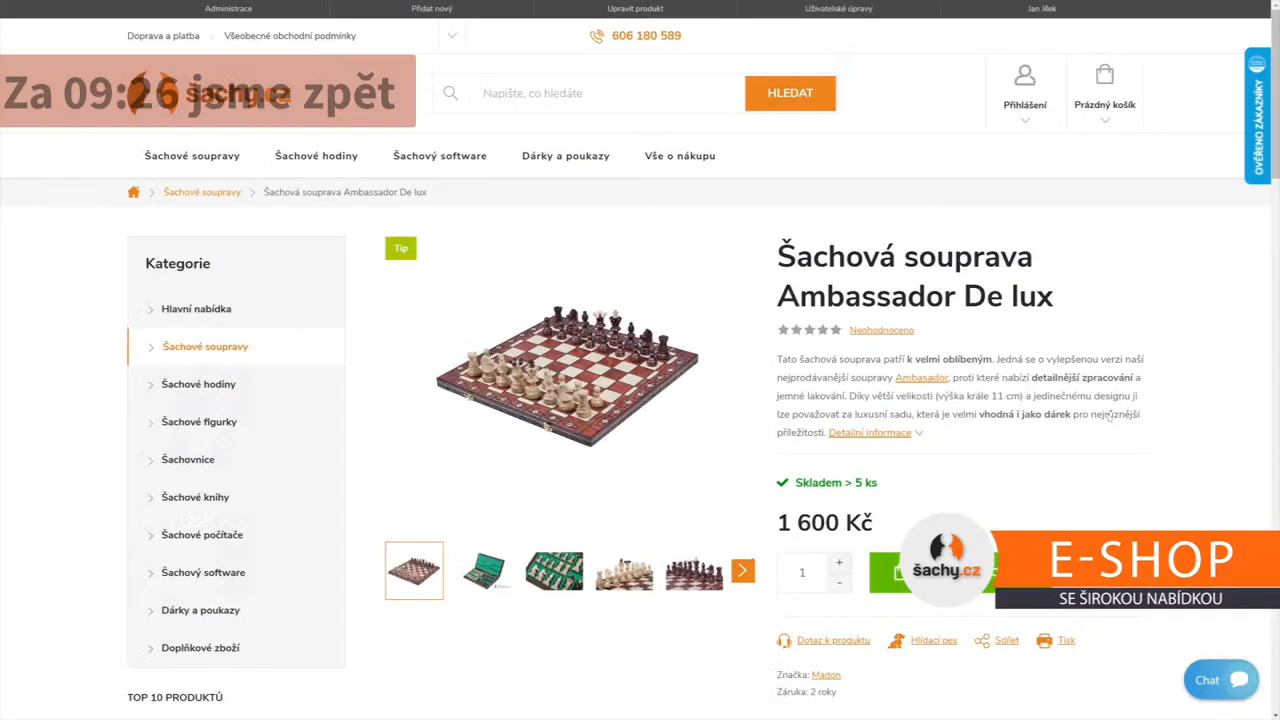 Administrace
Přidat nový
Upravit produkt
Uživatelské úpravy
Jan Jílek
Doprava a platba
Všeobecné obchodní podmínky
606 180 589
Za 09:26 jsme zpět
šachy.cz
Napište, co hledáte
HLEDAT
Přihlášení
Prázdný košík
OVĚŘENO ZÁKAZNÍKY
Šachové soupravy
Šachové hodiny
Šachový software
Dárky a poukazy
Vše o nákupu
Šachové soupravy
Šachová souprava Ambassador De lux
Kategorie
Hlavní nabídka
Šachové soupravy
Šachové hodiny
Šachové figurky
Šachovnice
Šachové knihy
Šachové počítače
Šachový software
Dárky a poukazy
Doplňkové zboží
TOP 10 PRODUKTŮ
Tip
Šachová souprava
Ambassador De lux
Neohodnoceno
Tato šachová souprava patří k velmi oblíbeným. Jedná se o vylepšenou verzi naší
nejprodávanější soupravy Ambasador, proti které nabízí detailnější zpracování a
jemné lakování. Díky větší velikosti (výška krále 11 cm) a jedinečnému designu ji
lze považovat za luxusní sadu, která je velmi vhodná i jako dárek pro nejrůznější
příležitosti. Detailní informace
Skladem > 5 ks
1 600 Kč
1
+
-
šachy.cz
E-SHOP
SE ŠIROKOU NABÍDKOU
Dotaz k produktu
Hlídací pes
Sdílet
Tisk
Značka: Madon
Záruka: 2 roky
Chat